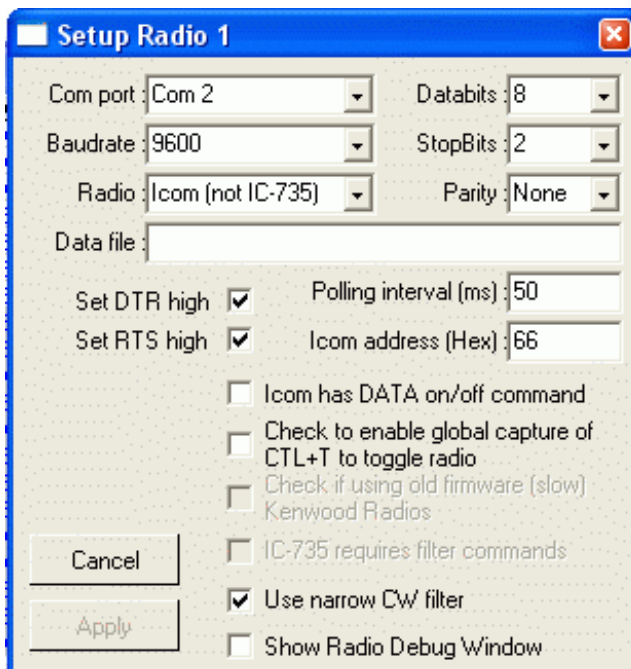 Setup Radio 1
Com port : Com 2
Databits : 8
Baudrate : 9600
StopBits : 2
Radio : Icom (not IC-735)
Parity : None
Data file :
Set DTR high
Polling interval (ms) : 50
Set RTS high
Icom address (Hex) : 66
Icom has DATA on/off command
Check to enable global capture of
CTL+T to toggle radio
Check if using old firmware (slow)
Kenwood Radios
IC-735 requires filter commands
Cancel
Use narrow CW filter
Apply
Show Radio Debug Window